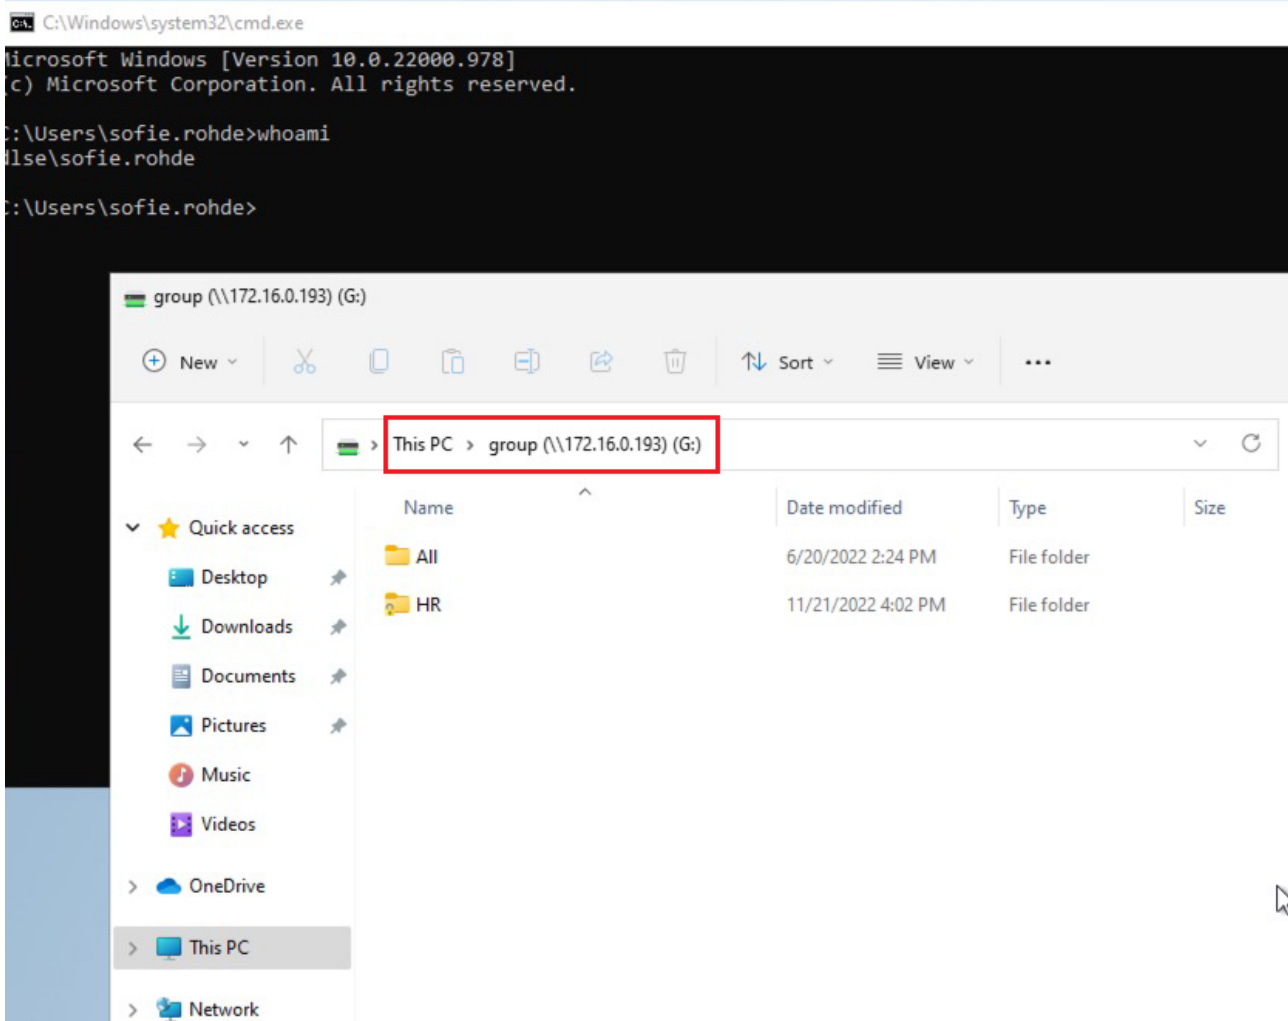 C:\Windows\system32\cmd.exe
Microsoft Windows [Version 10.0.22000.978]
(c) Microsoft Corporation. All rights reserved.
C:\Users\sofie.rohde>whoami
dlse\sofie.rohde
C:\Users\sofie.rohde>
group (\\172.16.0.193) (G:)
New
Sort
View
This PC > group (\\172.16.0.193) (G:)
Name
Date modified
Type
Size
Quick access
Desktop
Downloads
Documents
Pictures
Music
Videos
OneDrive
This PC
Network
All 6/20/2022 2:24 PM File folder
HR 11/21/2022 4:02 PM File folder